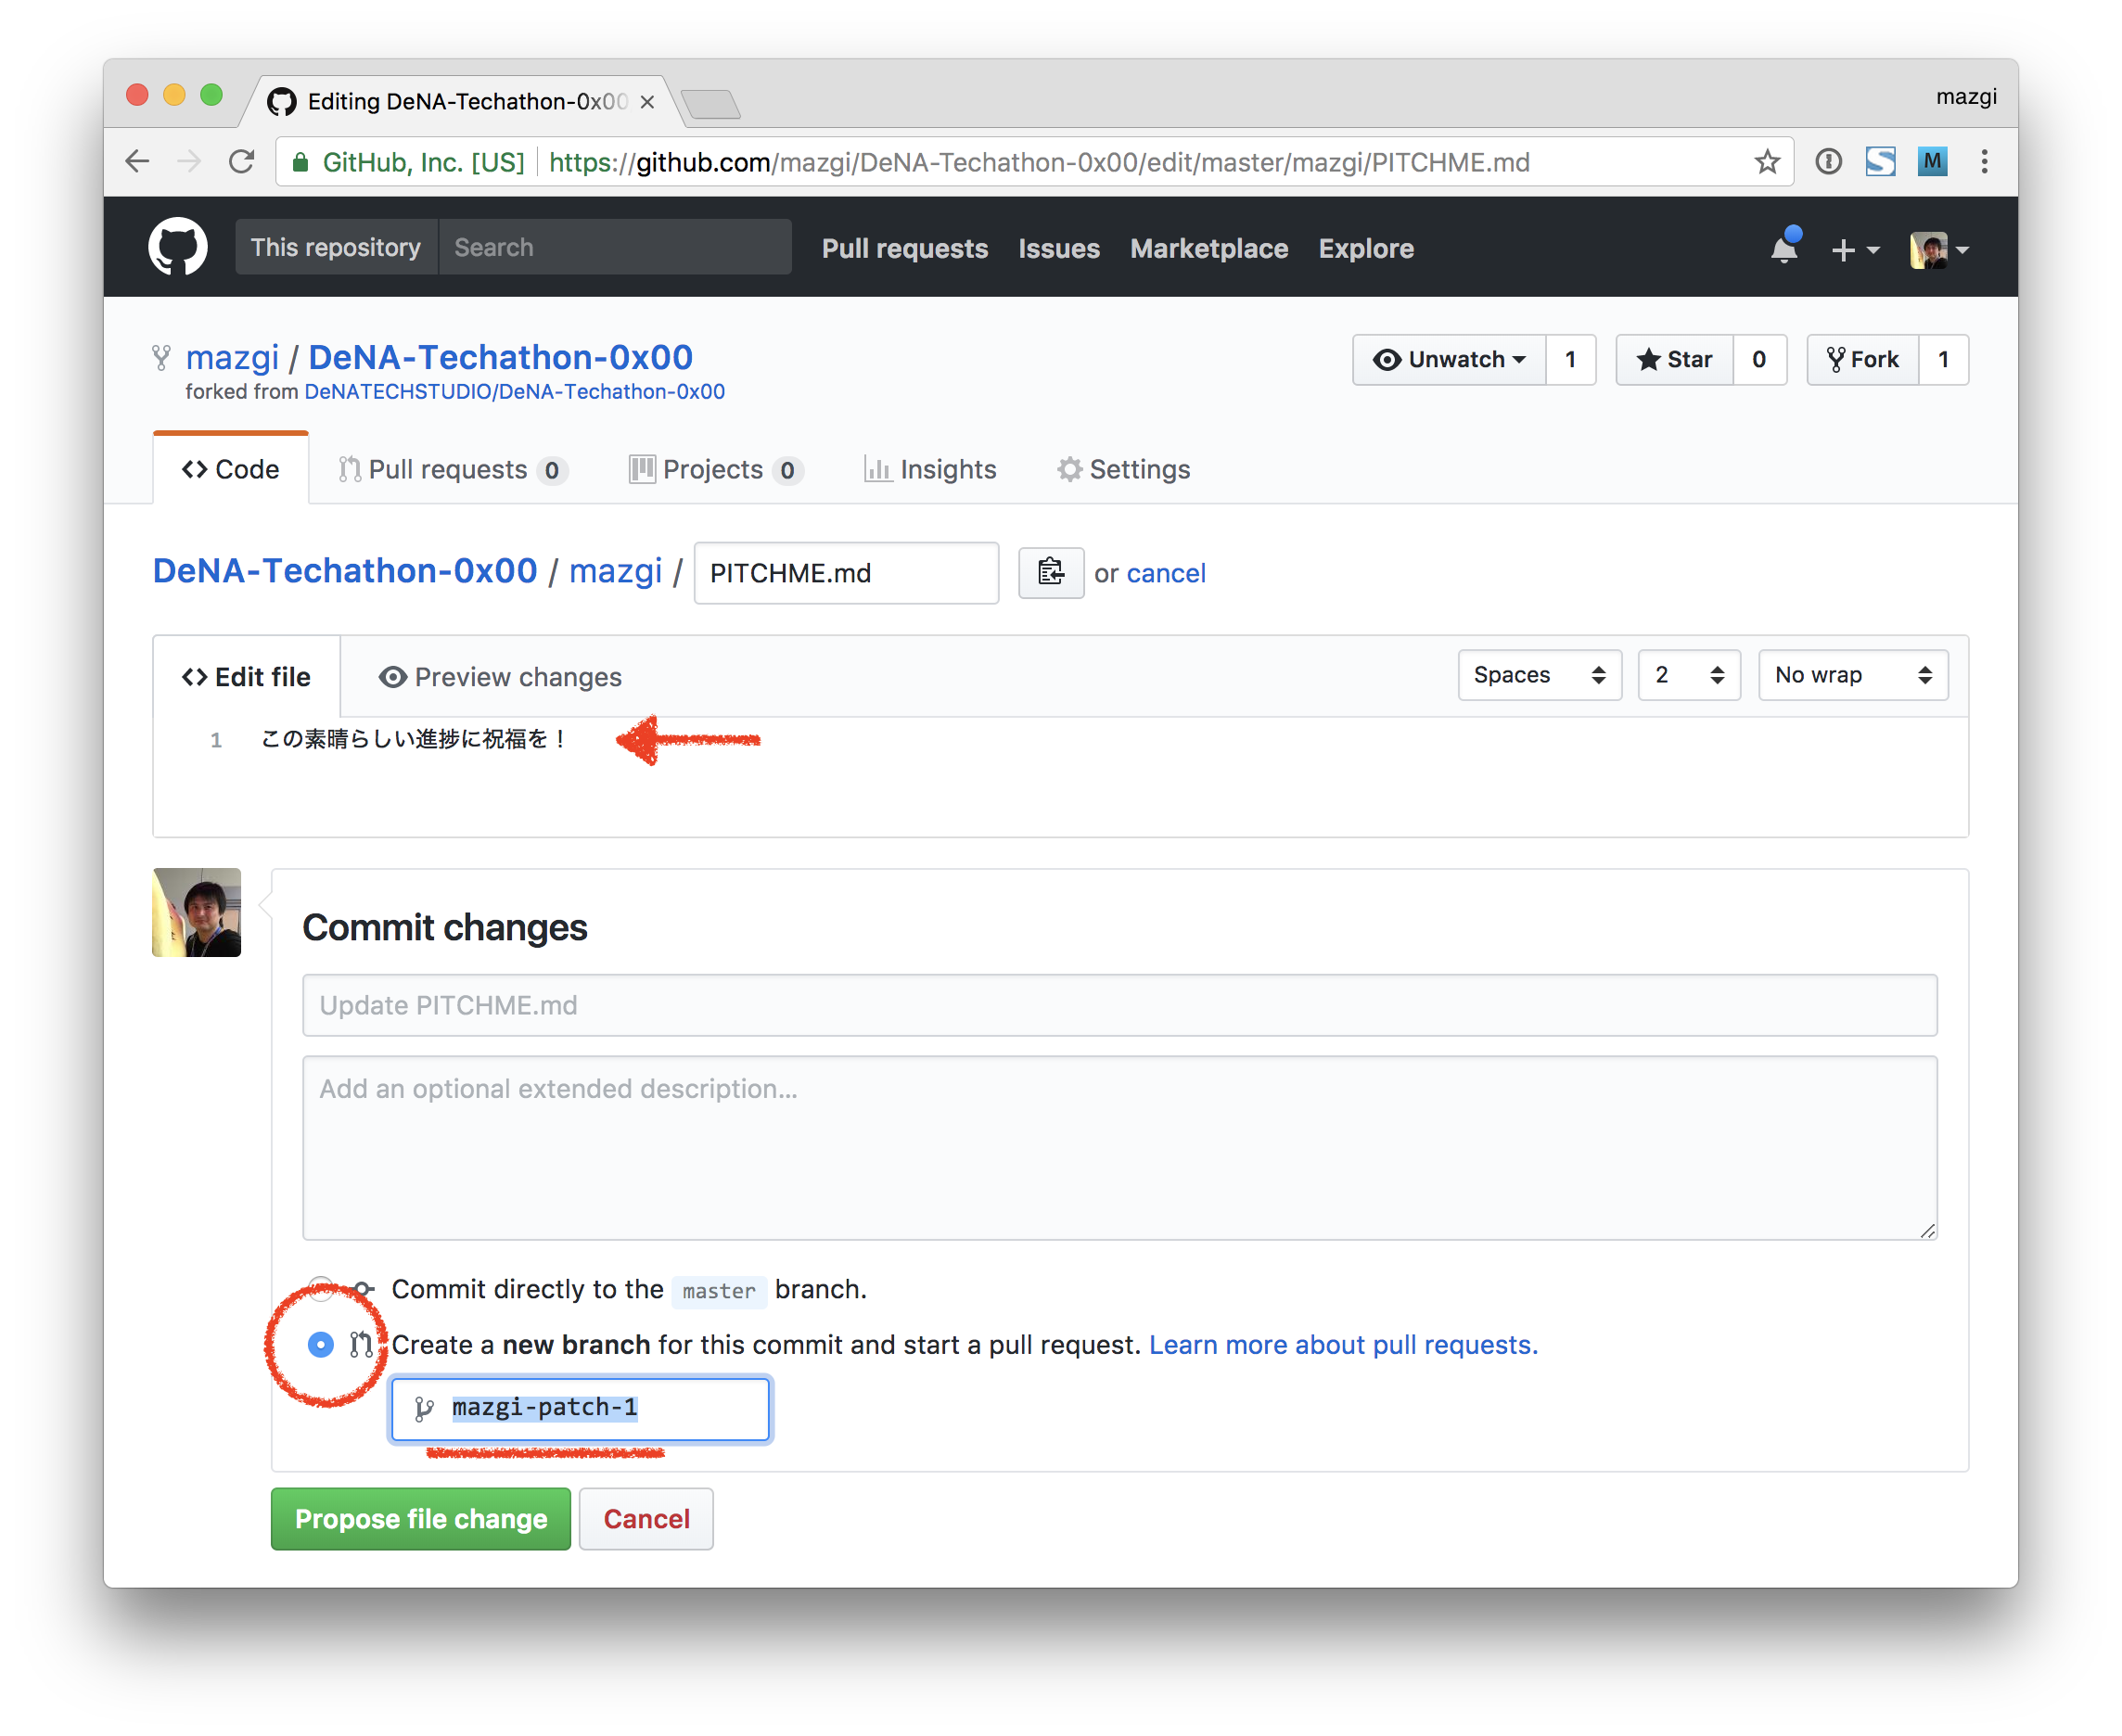 Editing DeNA-Techathon-0x00
mazgi
GitHub, Inc. [US] https://github.com/mazgi/DeNA-Techathon-0x00/edit/master/mazgi/PITCHME.md
M
This repository Search Pull requests Issues Marketplace Explore
mazgi / DeNA-Techathon-0x00
Unwatch 1 Star 0 Fork 1
forked from DeNATECHSTUDIO/DeNA-Techathon-0x00
Code Pull requests 0 Projects 0 Insights Settings
DeNA-Techathon-0x00 / mazgi / PITCHME.md or cancel
Edit file Preview changes Spaces 2 No wrap
1 この素晴らしい進捗に祝福を！
Commit changes
Update PITCHME.md
Add an optional extended description...
Commit directly to the master branch.
Create a new branch for this commit and start a pull request. Learn more about pull requests.
mazgi-patch-1
Propose file change Cancel